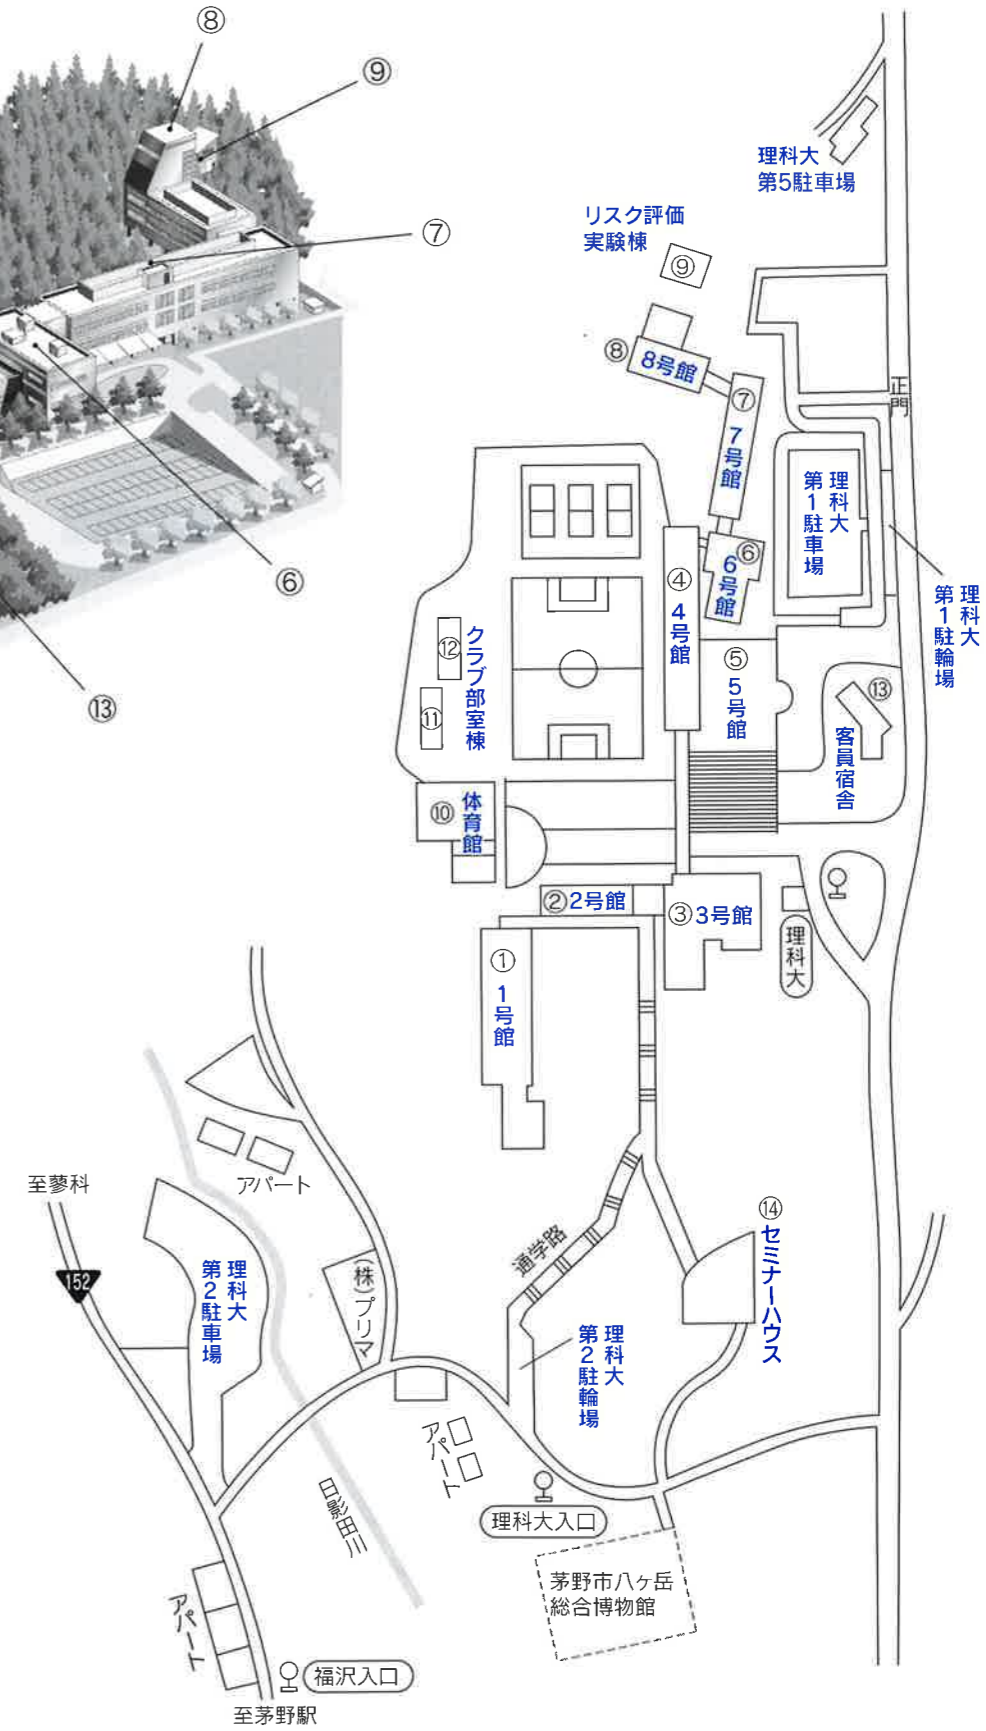 ⑧
⑨
⑦
⑥
⑬
理科大
第5駐車場
リスク評価
実験棟
⑨
⑧
8号館
⑦
7号館
正門
理科大
第1駐車場
⑥
6号館
④
4号館
理科大
第1駐輪場
⑤
5号館
⑫
⑪
クラブ部室棟
⑬
客員宿舎
⑩
体育館
②2号館
③3号館
理科大
①
1号館
アパート
至蓼科
152
理科大
第2駐車場
(株)プリマ
通学路
⑭
セミナーハウス
理科大
第2駐輪場
アパート
日影田川
理科大入口
茅野市八ヶ岳
総合博物館
アパート
福沢入口
至茅野駅